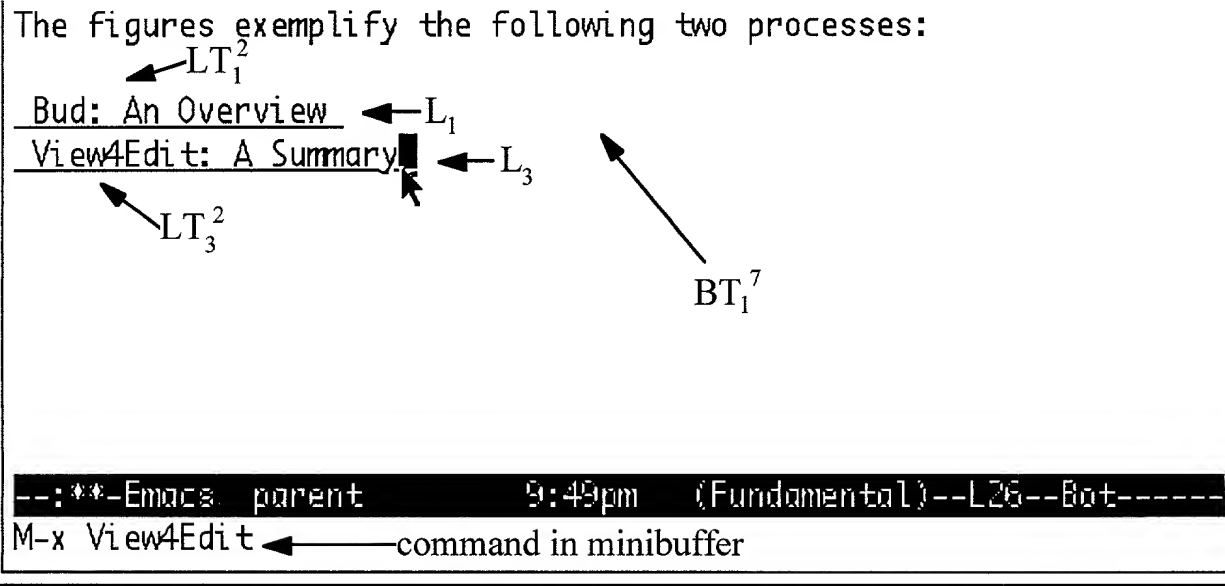 The figures exemplify the following two processes:
LT₁²
Bud: An Overview L₁
View4Edit: A Summary L₃
LT₃²
BT₁⁷
--:**-Emacs parent 9:49pm (Fundamental)--L26--Bot------
M-x View4Edit command in minibuffer